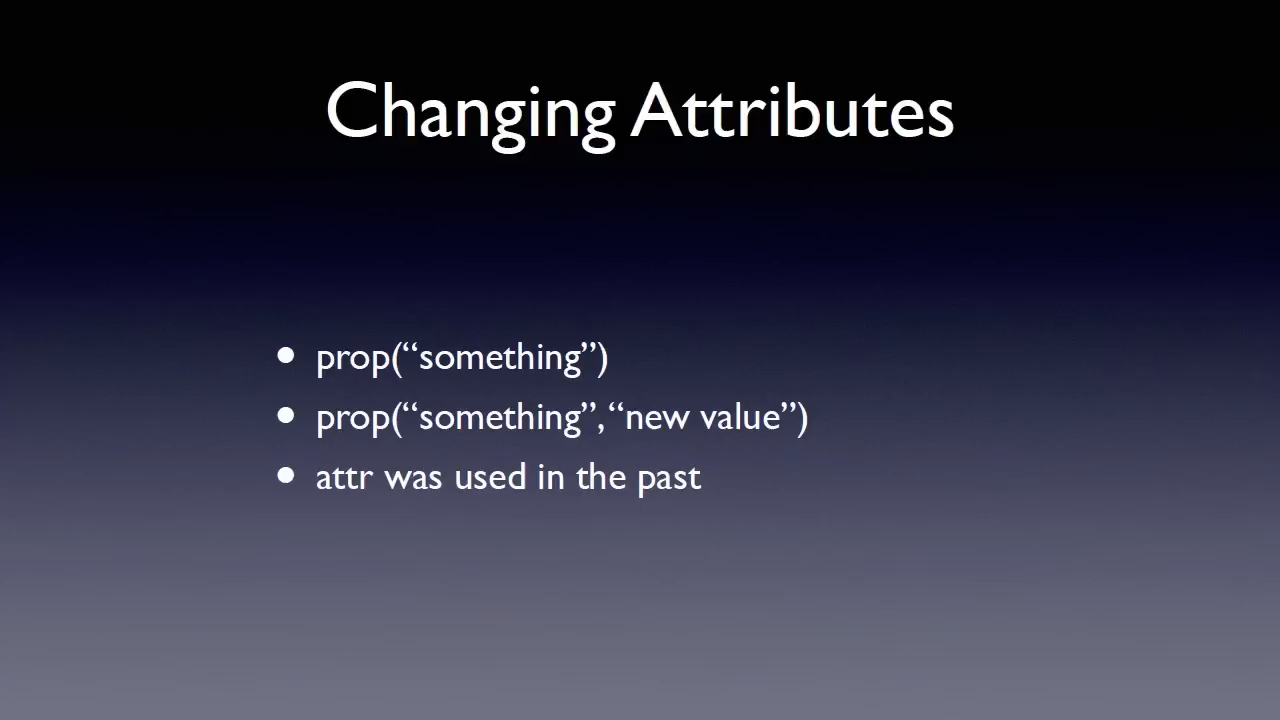 Changing Attributes
• prop(“something”)
• prop(“something”, “new value”)
• attr was used in the past